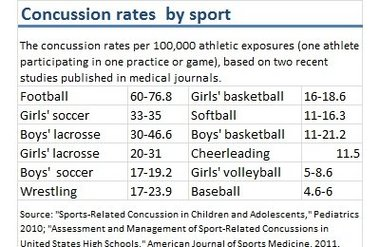 Concussion rates by sport
The concussion rates per 100,000 athletic exposures (one athlete
participating in one practice or game), based on two recent
studies published in medical journals.
Football 60-76.8 Girls' basketball 16-18.6
Girls' soccer 33-35 Softball 11-16.3
Boys' lacrosse 30-46.6 Boys' basketball 11-21.2
Girls' lacrosse 20-31 Cheerleading 11.5
Boys' soccer 17-19.2 Girls' volleyball 5-8.6
Wrestling 17-23.9 Baseball 4.6-6
Source: "Sports-Related Concussion in Children and Adolescents," Pediatrics
2010; "Assessment and Management of Sport-Related Concussions in
United States High Schools," American Journal of Sports Medicine, 2011.